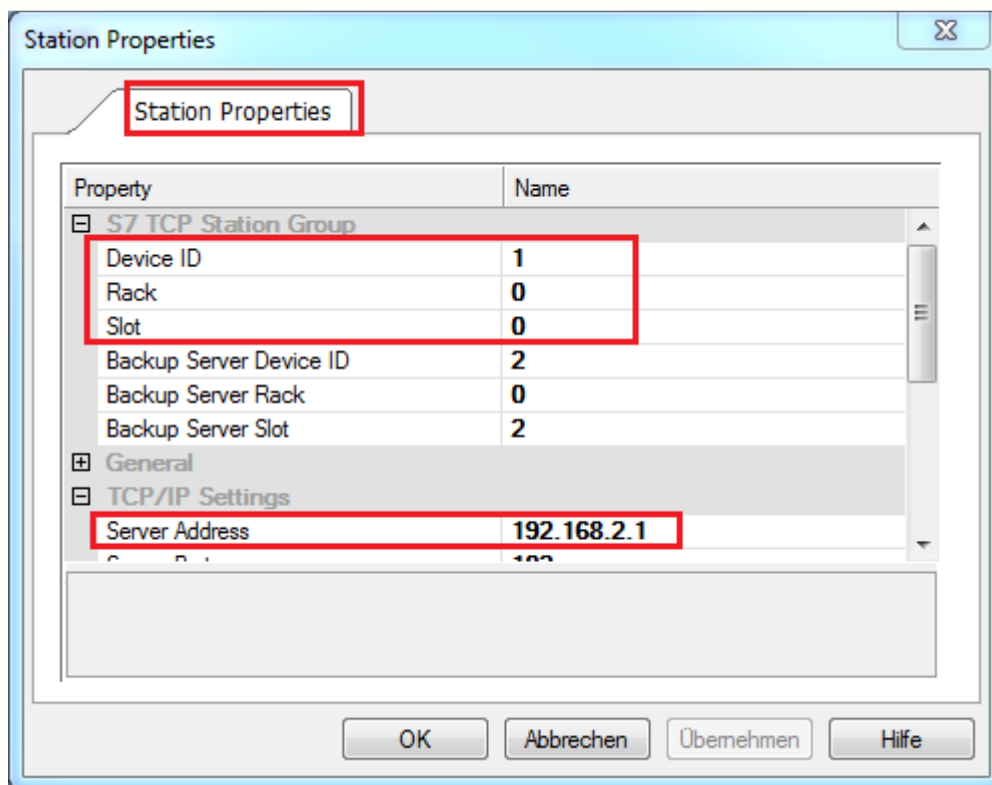 Station Properties
Station Properties
Property Name
S7 TCP Station Group
Device ID 1
Rack 0
Slot 0
Backup Server Device ID 2
Backup Server Rack 0
Backup Server Slot 2
General
TCP/IP Settings
Server Address 192.168.2.1
OK Abbrechen Übernehmen Hilfe